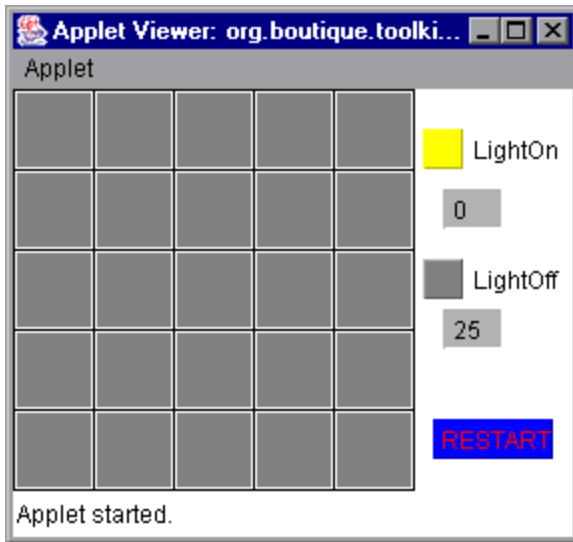 Applet Viewer: org.boutique.toolki...
Applet
LightOn
0
LightOff
25
RESTART
Applet started.